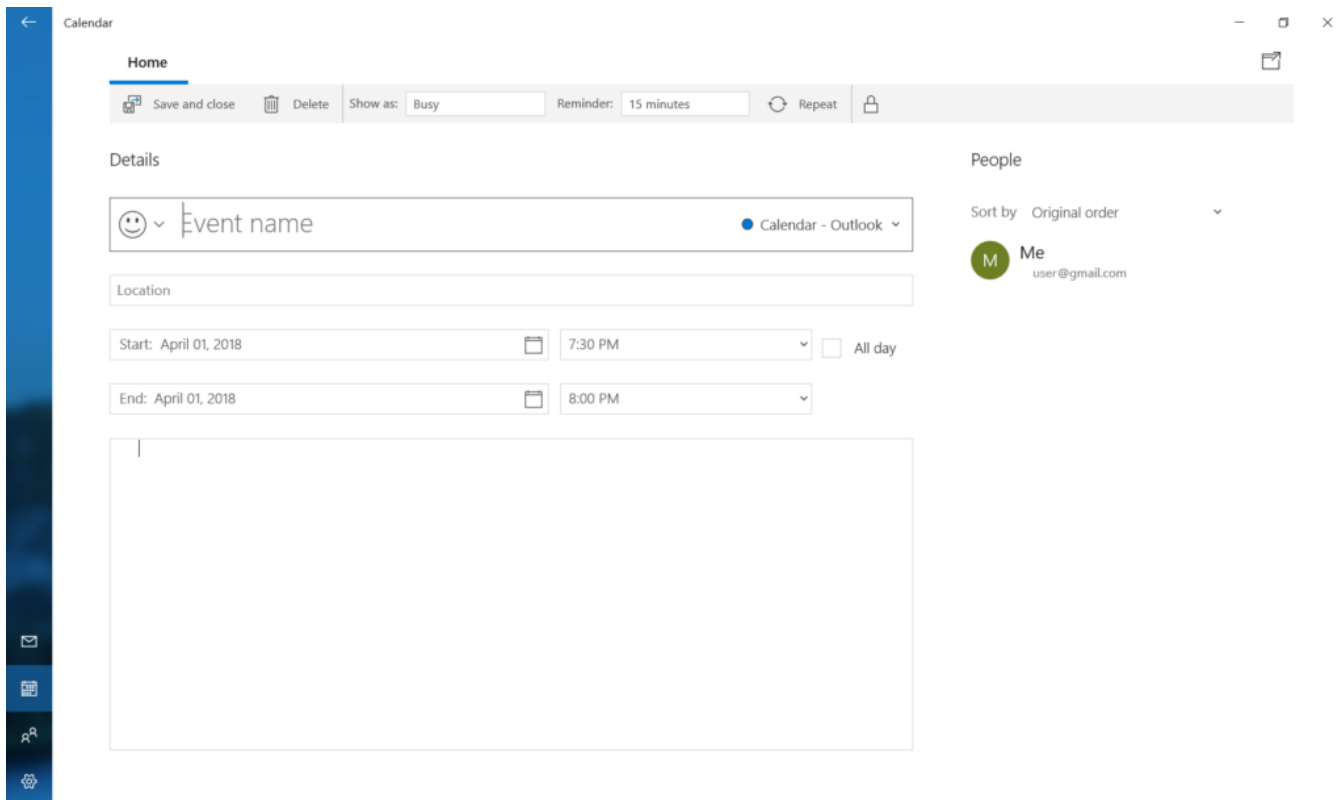 Calendar
Home
Save and close Delete Show as: Busy Reminder: 15 minutes Repeat
Details
People
Event name Calendar - Outlook
Sort by Original order
M Me
user@gmail.com
Location
Start: April 01, 2018 7:30 PM All day
End: April 01, 2018 8:00 PM